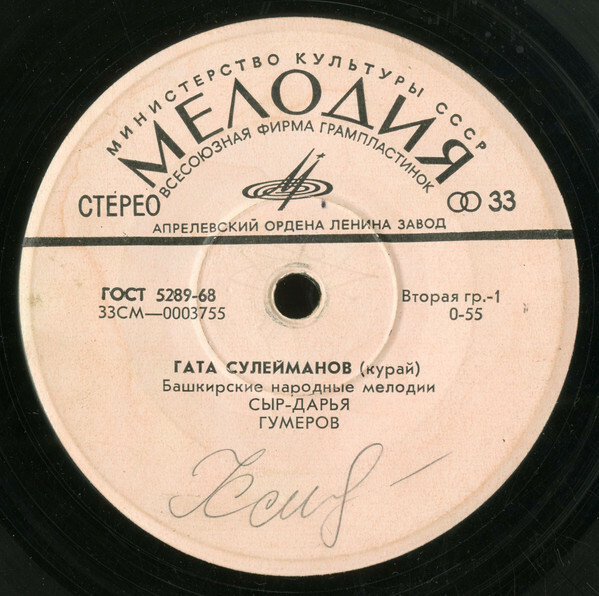 МИНИСТЕРСТВО КУЛЬТУРЫ СССР
МЕЛОДИЯ
ВСЕСОЮЗНАЯ ФИРМА ГРАМПЛАСТИНОК
СТЕРЕО
33
АПРЕЛЕВСКИЙ ОРДЕНА ЛЕНИНА ЗАВОД
ГОСТ 5289-68
Вторая гр.-1
33СМ—0003755
0-55
ГАТА СУЛЕЙМАНОВ (курай)
Башкирские народные мелодии
СЫР-ДАРЬЯ
ГУМЕРОВ